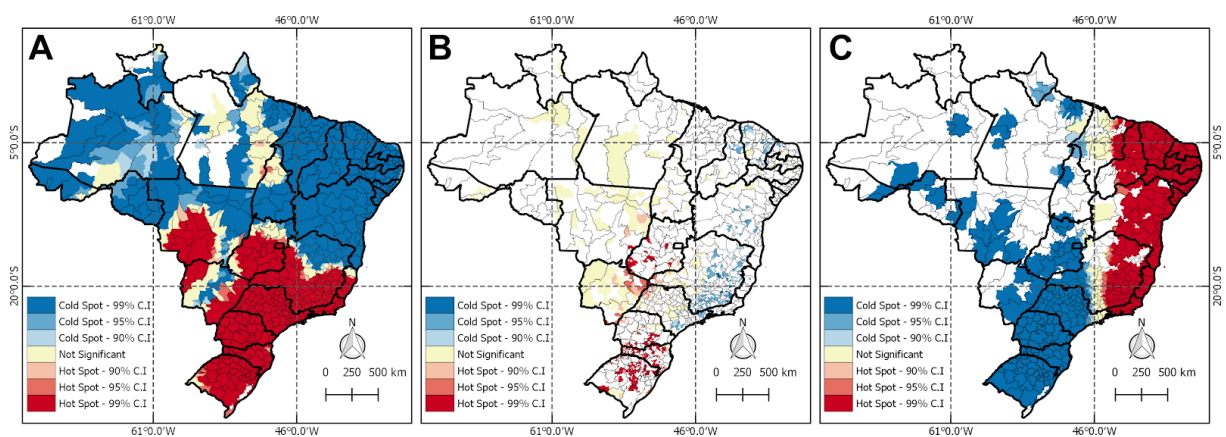 61°0.0'W 46°0.0'W
A
Cold Spot - 99% C.I
Cold Spot - 95% C.I
Cold Spot - 90% C.I
Not Significant
Hot Spot - 90% C.I
Hot Spot - 95% C.I
Hot Spot - 99% C.I
N
0 250 500 km
5°0.0'S
20°0.0'S
61°0.0'W 46°0.0'W
61°0.0'W 46°0.0'W
B
Cold Spot - 99% C.I
Cold Spot - 95% C.I
Cold Spot - 90% C.I
Not Significant
Hot Spot - 90% C.I
Hot Spot - 95% C.I
Hot Spot - 99% C.I
N
0 250 500 km
61°0.0'W 46°0.0'W
61°0.0'W 46°0.0'W
C
Cold Spot - 99% C.I
Cold Spot - 95% C.I
Cold Spot - 90% C.I
Not Significant
Hot Spot - 90% C.I
Hot Spot - 95% C.I
Hot Spot - 99% C.I
N
0 250 500 km
5°0.0'S
20°0.0'S
61°0.0'W 46°0.0'W